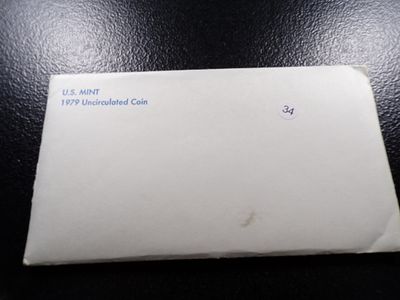 U.S. MINT
1979 Uncirculated Coin
34